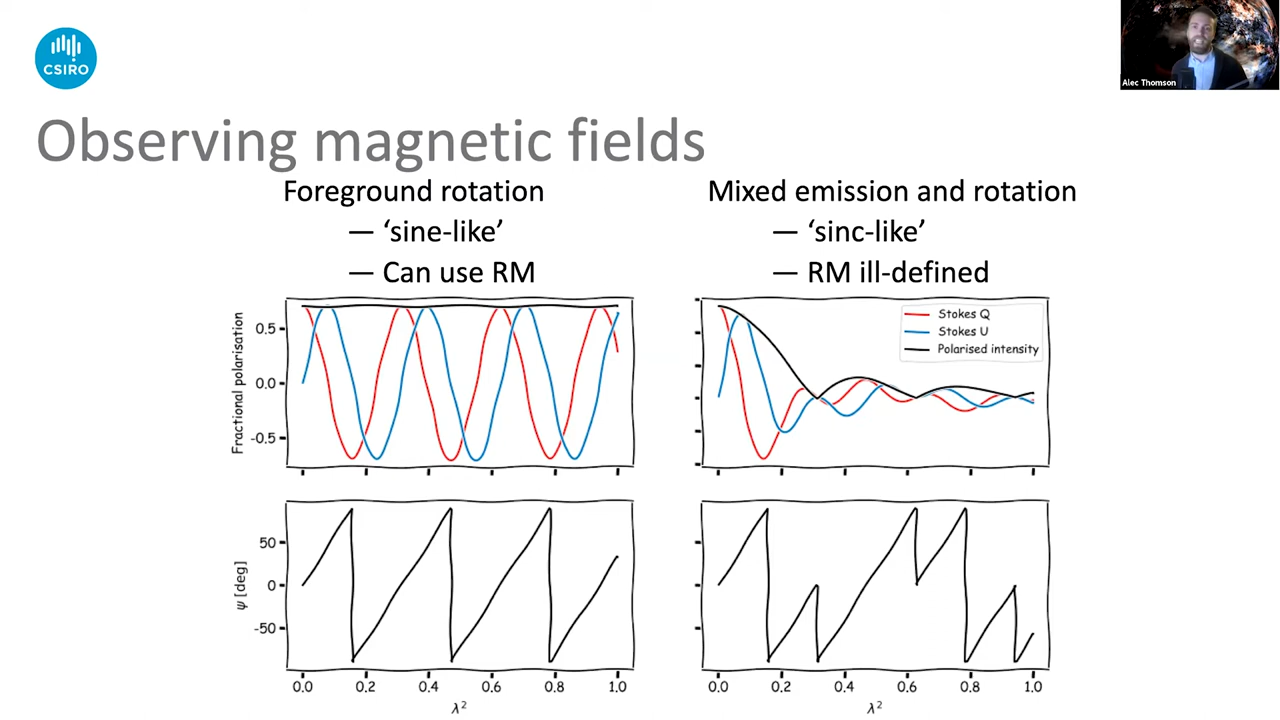 CSIRO
Alec Thomson
Observing magnetic fields
Foreground rotation
— ‘sine-like’
— Can use RM
Mixed emission and rotation
— ‘sinc-like’
— RM ill-defined
Fractional polarisation
0.5
0.0
-0.5
Stokes Q
Stokes U
Polarised intensity
ψ [deg]
50
0
-50
0.0 0.2 0.4 0.6 0.8 1.0
λ²
0.0 0.2 0.4 0.6 0.8 1.0
λ²